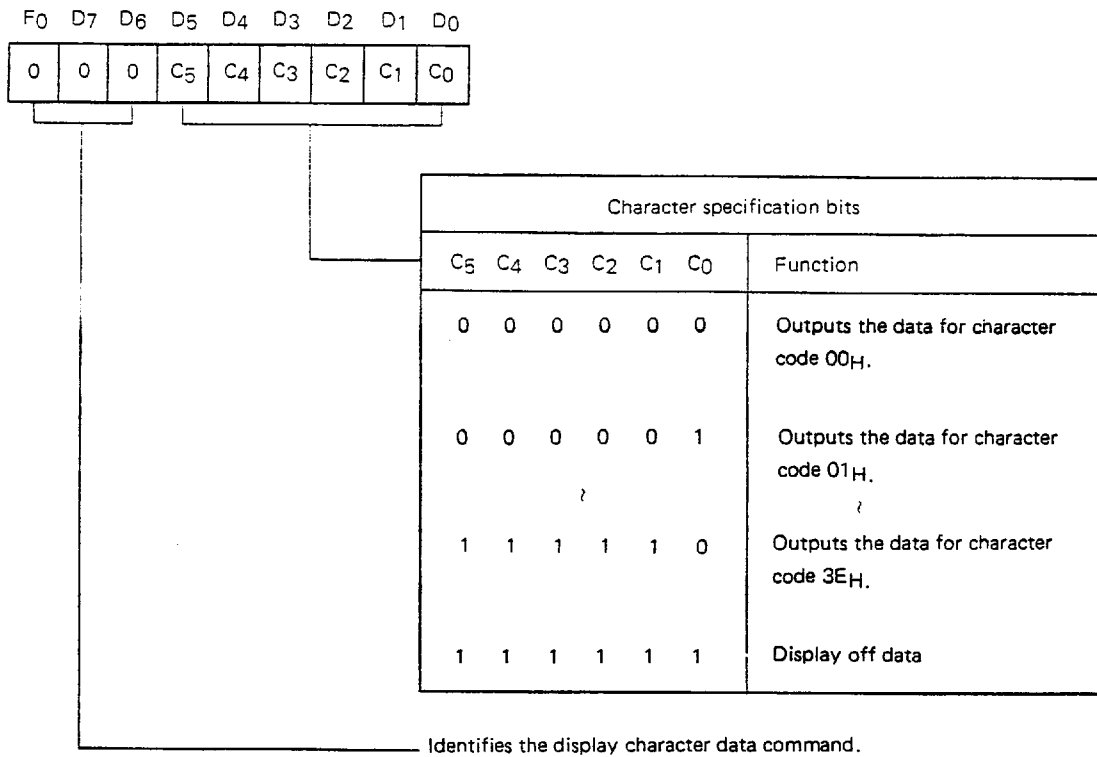 F0 D7 D6 D5 D4 D3 D2 D1 D0
0 0 0 C5 C4 C3 C2 C1 C0
Character specification bits
C5 C4 C3 C2 C1 C0 Function
0 0 0 0 0 0 Outputs the data for character
code 00H.
0 0 0 0 0 1 Outputs the data for character
code 01H.
≀ ≀
1 1 1 1 1 0 Outputs the data for character
code 3EH.
1 1 1 1 1 1 Display off data
Identifies the display character data command.